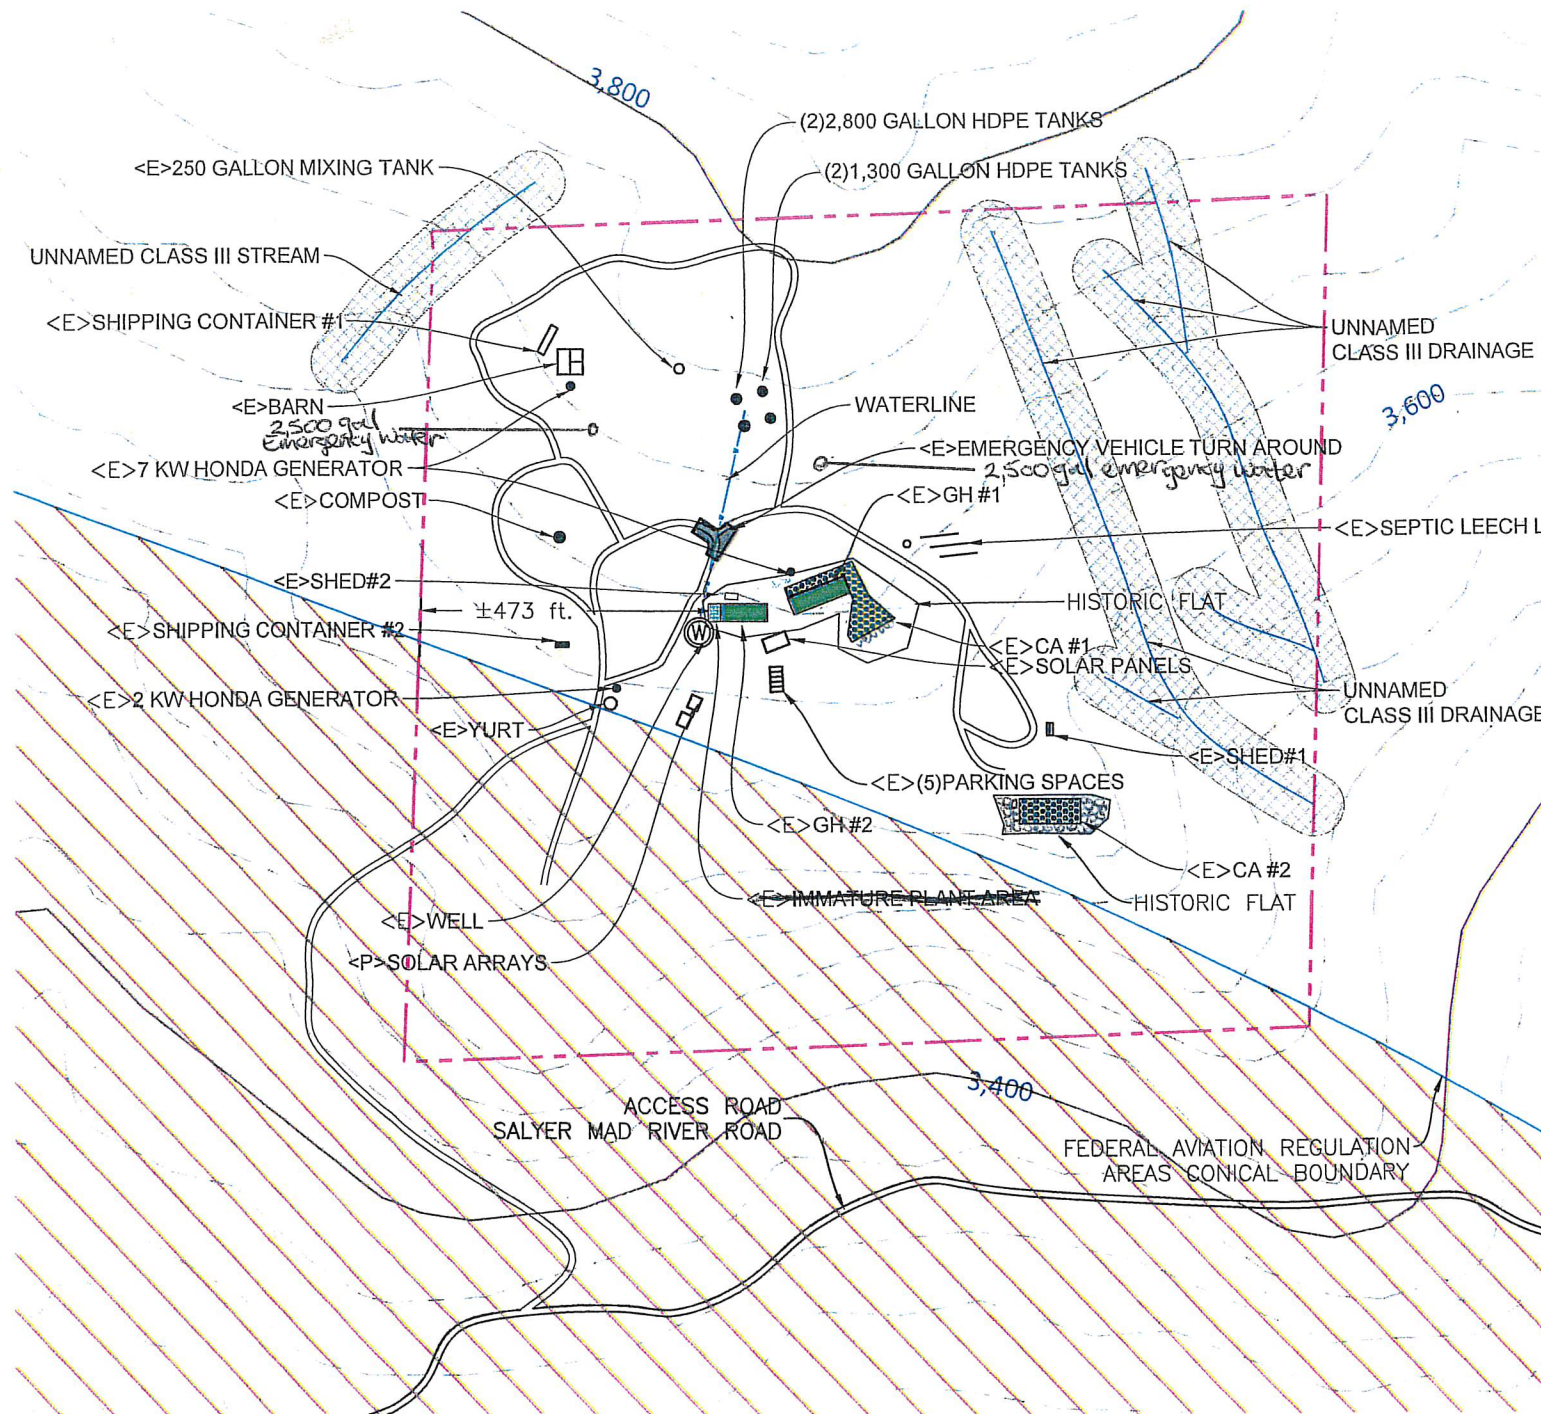 3,800
(2)2,800 GALLON HDPE TANKS
<E>250 GALLON MIXING TANK
(2)1,300 GALLON HDPE TANKS
UNNAMED CLASS III STREAM
<E>SHIPPING CONTAINER #1
UNNAMED
CLASS III DRAINAGE
<E>BARN
2,500 gal
Emergency water
WATERLINE
3,600
<E>EMERGENCY VEHICLE TURN AROUND
2,500 gal emergency water
<E>7 KW HONDA GENERATOR
<E>COMPOST
<E>GH #1
<E>SEPTIC LEECH L
<E>SHED#2
±473 ft.
HISTORIC FLAT
<E>SHIPPING CONTAINER #2
W
<E>CA #1
<E>SOLAR PANELS
<E>2 KW HONDA GENERATOR
UNNAMED
CLASS III DRAINAGE
<E>YURT
<E>SHED#1
<E>(5)PARKING SPACES
<E>GH #2
<E>CA #2
<E>IMMATURE PLANT AREA
HISTORIC FLAT
<E>WELL
<P>SOLAR ARRAYS
3,400
ACCESS ROAD
SALYER MAD RIVER ROAD
FEDERAL AVIATION REGULATION
AREAS CONICAL BOUNDARY